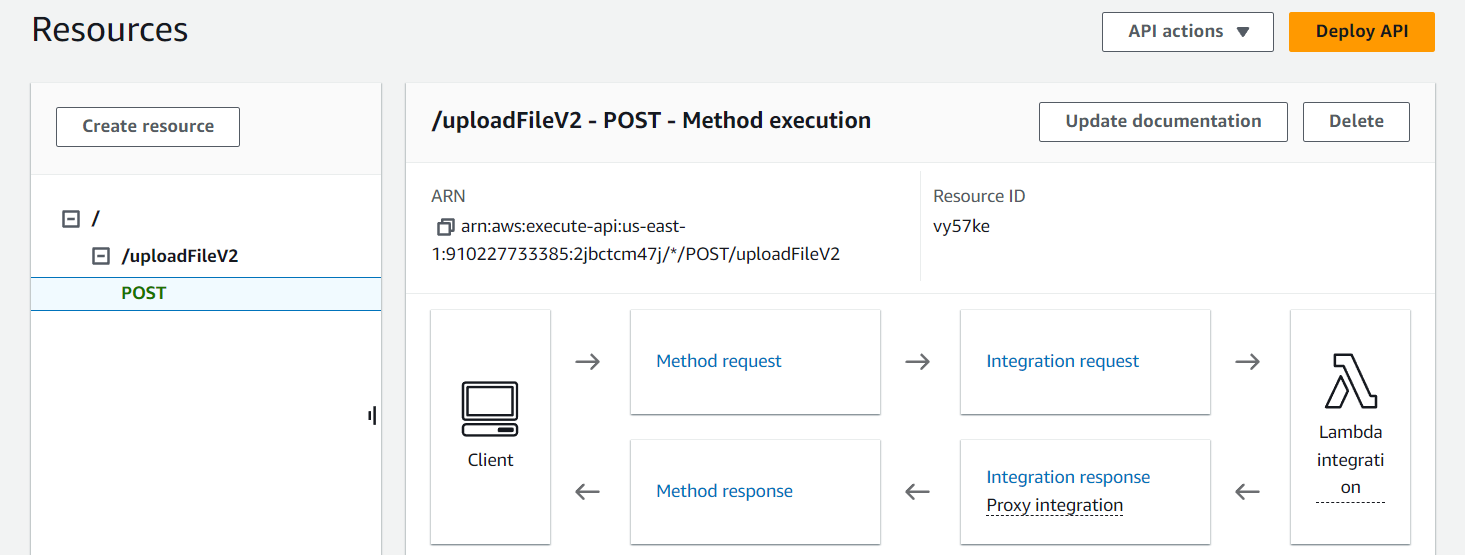 Resources
API actions
Deploy API
Create resource
/
/uploadFileV2
POST
/uploadFileV2 - POST - Method execution
Update documentation
Delete
ARN
arn:aws:execute-api:us-east-
1:910227733385:2jbctcm47j/*/POST/uploadFileV2
Resource ID
vy57ke
Client
Method request
Integration request
Lambda
integrati
on
Method response
Integration response
Proxy integration